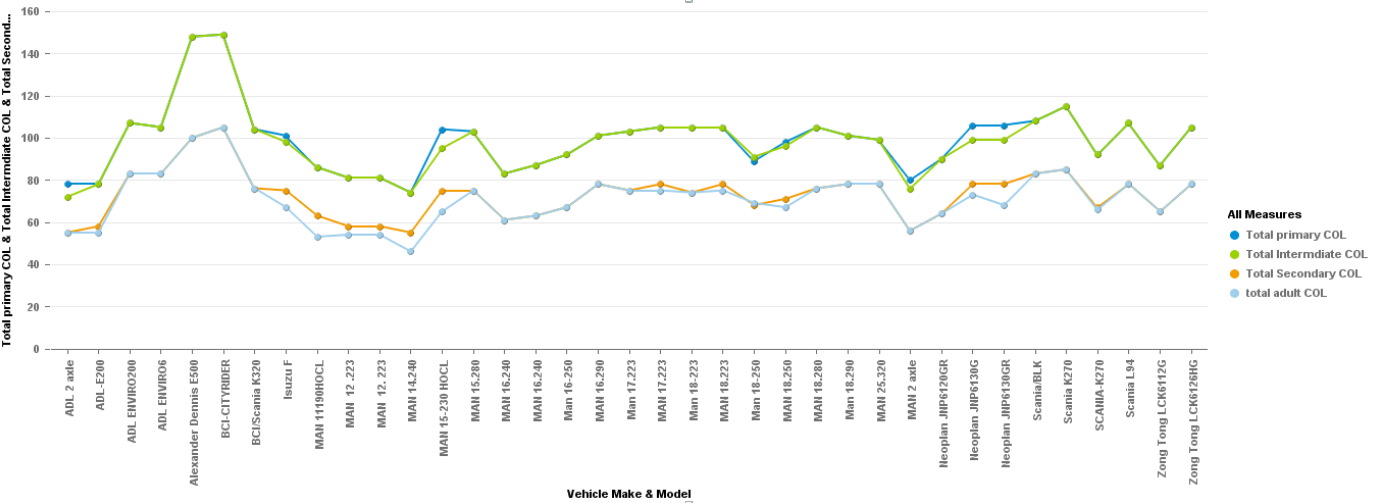 Total primary COL & Total Intermdiate COL & Total Second...
160
140
120
100
80
60
40
20
0
ADL 2 axle
ADL-E200
ADL ENVIRO200
ADL ENVIRO6
Alexander Dennis E500
BCI-CITYRIDER
BCI/Scania K320
Isuzu F
MAN 11190HOCL
MAN 12 .223
MAN 12. 223
MAN 14.240
MAN 15-230 HOCL
MAN 15.280
MAN 16.240
MAN 16.240
Man 16-250
MAN 16.290
Man 17.223
MAN 17.223
Man 18-223
MAN 18.223
Man 18-250
MAN 18.250
MAN 18.280
Man 18.290
MAN 25.320
MAN 2 axle
Neoplan JNP6120GR
Neoplan JNP6130G
Neoplan JNP6130GR
Scania/BLK
Scania K270
SCANIA-K270
Scania L94
Zong Tong LCK6112G
Zong Tong LCK6126HG
Vehicle Make & Model
All Measures
Total primary COL
Total Intermdiate COL
Total Secondary COL
total adult COL